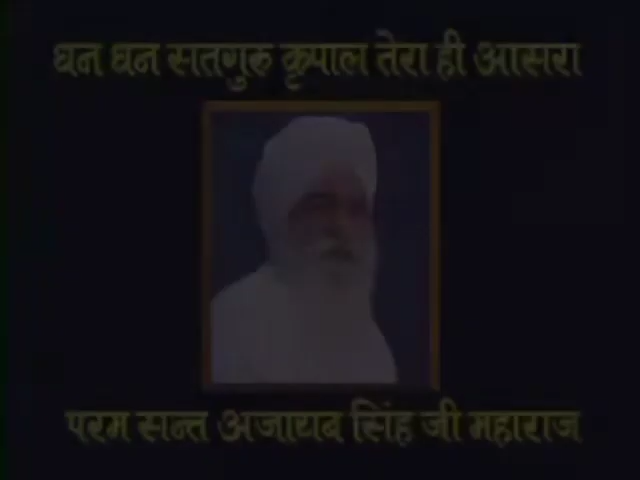 धन धन सतगुरु कृपाल तेरा ही आसरा
परम सन्त अजायब सिंह जी महाराज